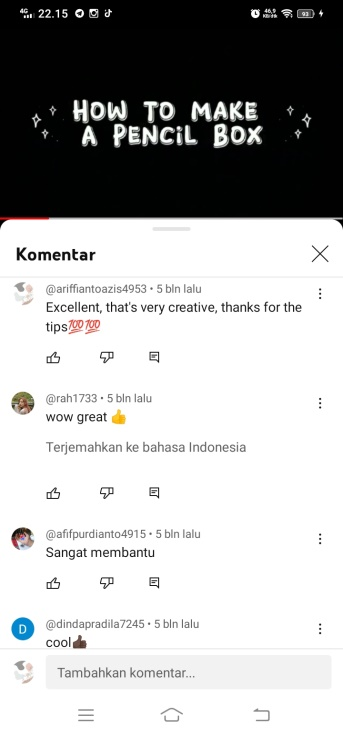 4G 22.15 46,9 KB/dtk 93
HOW TO MAKE
A PENCIL BOX
Komentar
@ariffiantoazis4953 • 5 bln lalu
Excellent, that's very creative, thanks for the
tips💯💯
@rah1733 • 5 bln lalu
wow great 👍
Terjemahkan ke bahasa Indonesia
@afifpurdianto4915 • 5 bln lalu
Sangat membantu
D
@dindapradila7245 • 5 bln lalu
cool👍🏿
Tambahkan komentar...